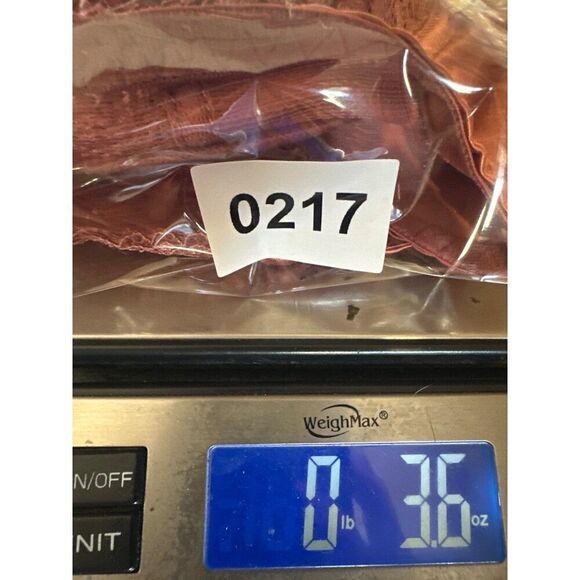 0217
WeighMax®
N/OFF
0 lb 3.6 oz
NIT